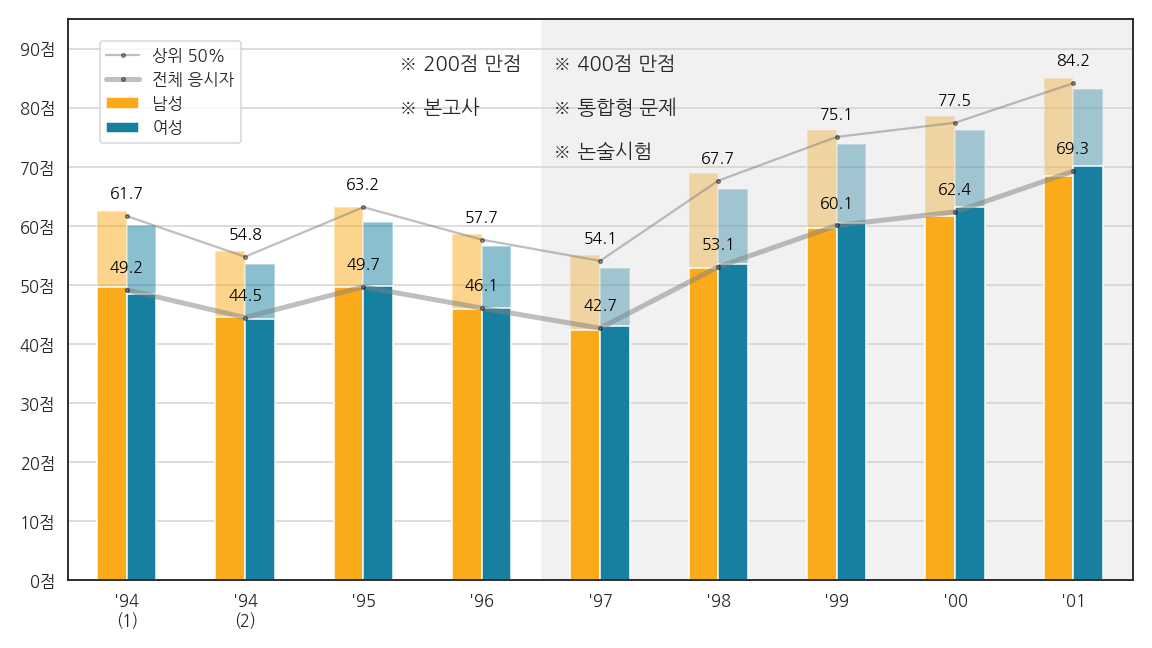 상위 50%
전체 응시자
남성
여성
※ 200점 만점
※ 본고사
※ 400점 만점
※ 통합형 문제
※ 논술시험
90점
80점
70점
60점
50점
40점
30점
20점
10점
0점
61.7
54.8
63.2
57.7
54.1
67.7
75.1
77.5
84.2
49.2
44.5
49.7
46.1
42.7
53.1
60.1
62.4
69.3
'94
(1)
'94
(2)
'95
'96
'97
'98
'99
'00
'01